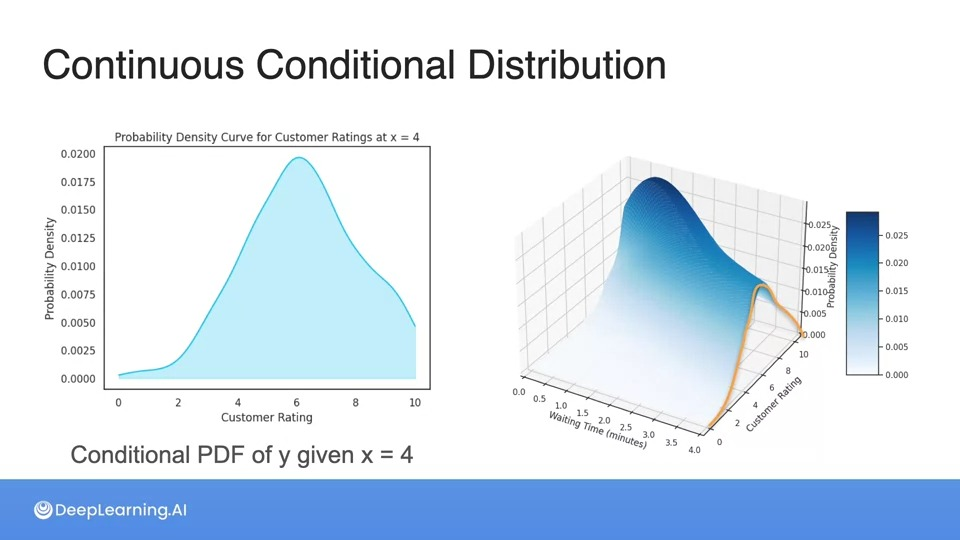 Continuous Conditional Distribution
Probability Density Curve for Customer Ratings at x = 4
0.0200
0.0175
0.0150
0.0125
0.0100
0.0075
0.0050
0.0025
0.0000
Probability Density
0 2 4 6 8 10
Customer Rating
Conditional PDF of y given x = 4
0.025
0.020
0.015
0.010
0.005
0.000
Probability Density
0.0 0.5 1.0 1.5 2.0 2.5 3.0 3.5 4.0
Waiting Time (minutes)
0 2 4 6 8 10
Customer Rating
0.025
0.020
0.015
0.010
0.005
0.000
DeepLearning.AI